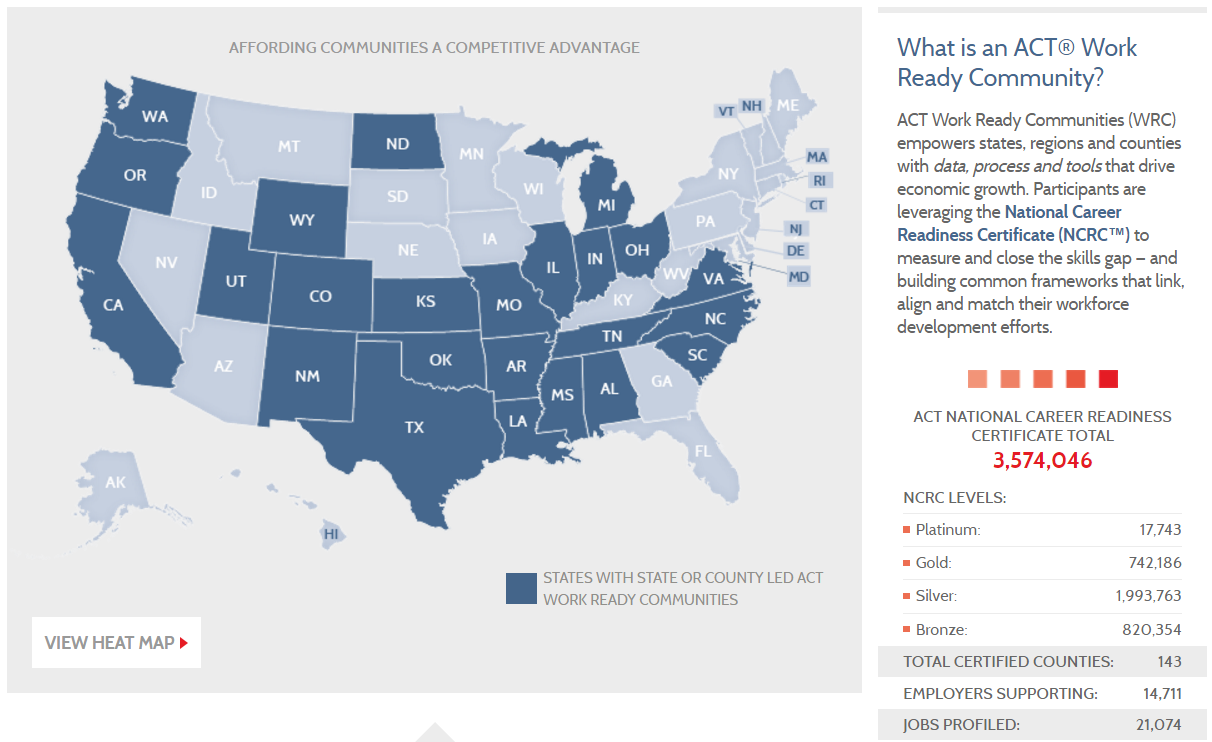 AFFORDING COMMUNITIES A COMPETITIVE ADVANTAGE
WA
OR
CA
NV
ID
MT
WY
UT
AZ
CO
NM
ND
SD
NE
KS
OK
TX
MN
IA
MO
AR
LA
WI
IL
MI
IN
OH
KY
TN
MS
AL
GA
FL
SC
NC
VA
WV
PA
NY
VT
NH
ME
MA
RI
CT
NJ
DE
MD
AK
HI
STATES WITH STATE OR COUNTY LED ACT
WORK READY COMMUNITIES
VIEW HEAT MAP
What is an ACT® Work
Ready Community?
ACT Work Ready Communities (WRC)
empowers states, regions and counties
with data, process and tools that drive
economic growth. Participants are
leveraging the National Career
Readiness Certificate (NCRC™) to
measure and close the skills gap – and
building common frameworks that link,
align and match their workforce
development efforts.
ACT NATIONAL CAREER READINESS
CERTIFICATE TOTAL
3,574,046
NCRC LEVELS:
Platinum: 17,743
Gold: 742,186
Silver: 1,993,763
Bronze: 820,354
TOTAL CERTIFIED COUNTIES: 143
EMPLOYERS SUPPORTING: 14,711
JOBS PROFILED: 21,074